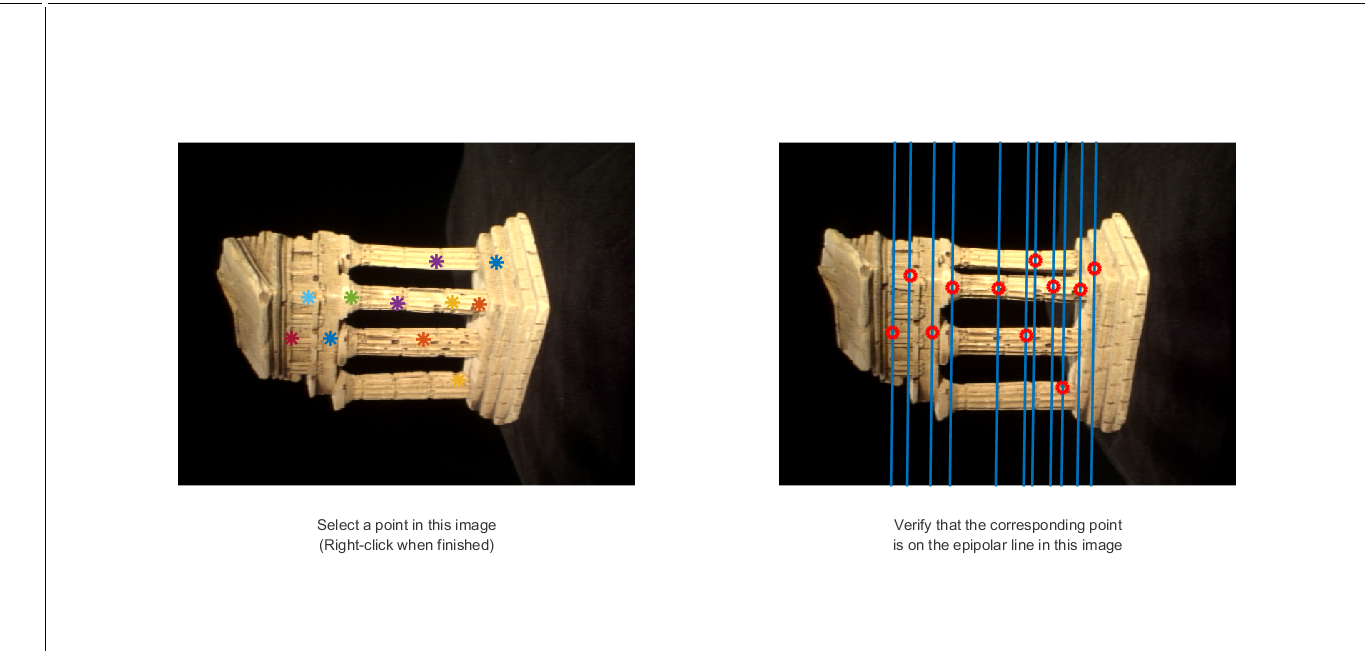 Select a point in this image
(Right-click when finished)
Verify that the corresponding point
is on the epipolar line in this image